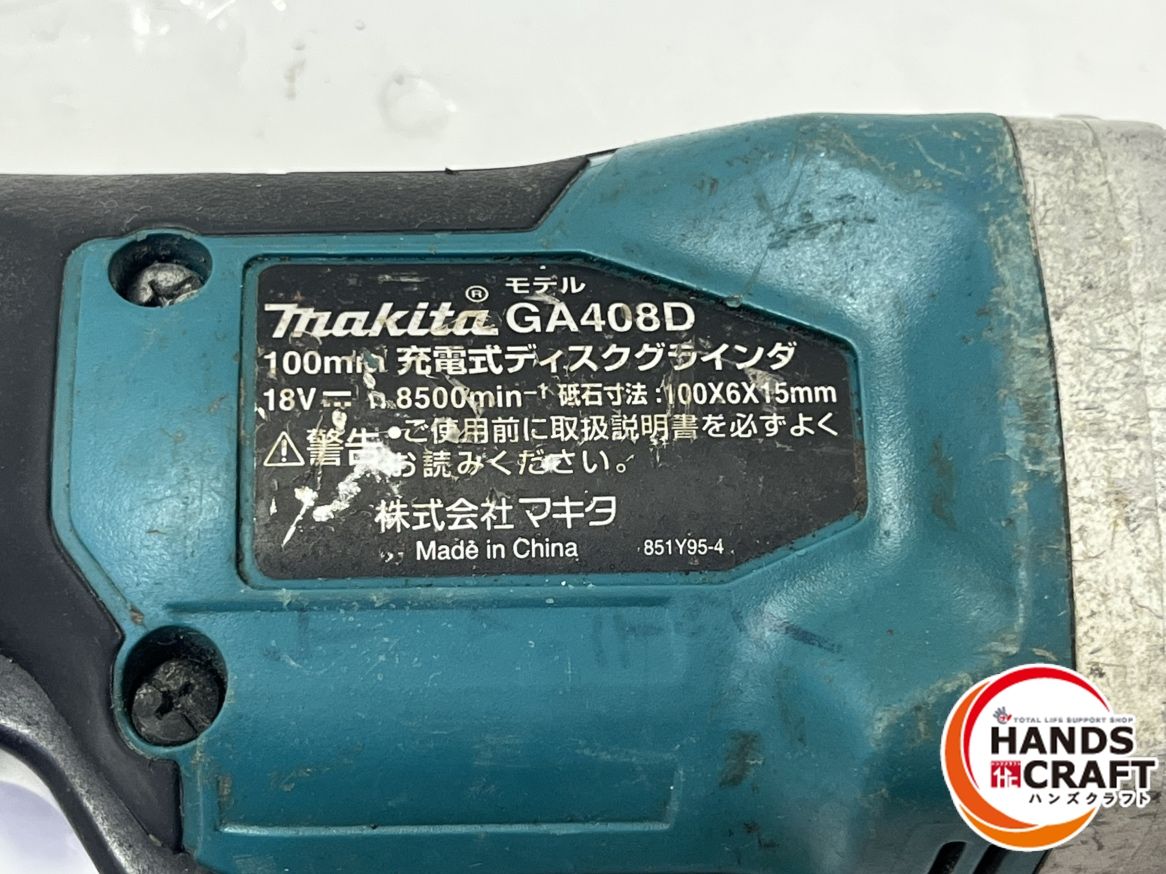 モデル
makita® GA408D
100mm 充電式ディスクグラインダ
18V⎓ n 8500min⁻¹ 砥石寸法:100X6X15mm
⚠警告 •ご使用前に取扱説明書を必ずよく
お読みください。
株式会社マキタ
Made in China 851Y95-4
TOTAL LIFE SUPPORT SHOP
HANDS
CRAFT
ハンズクラフト